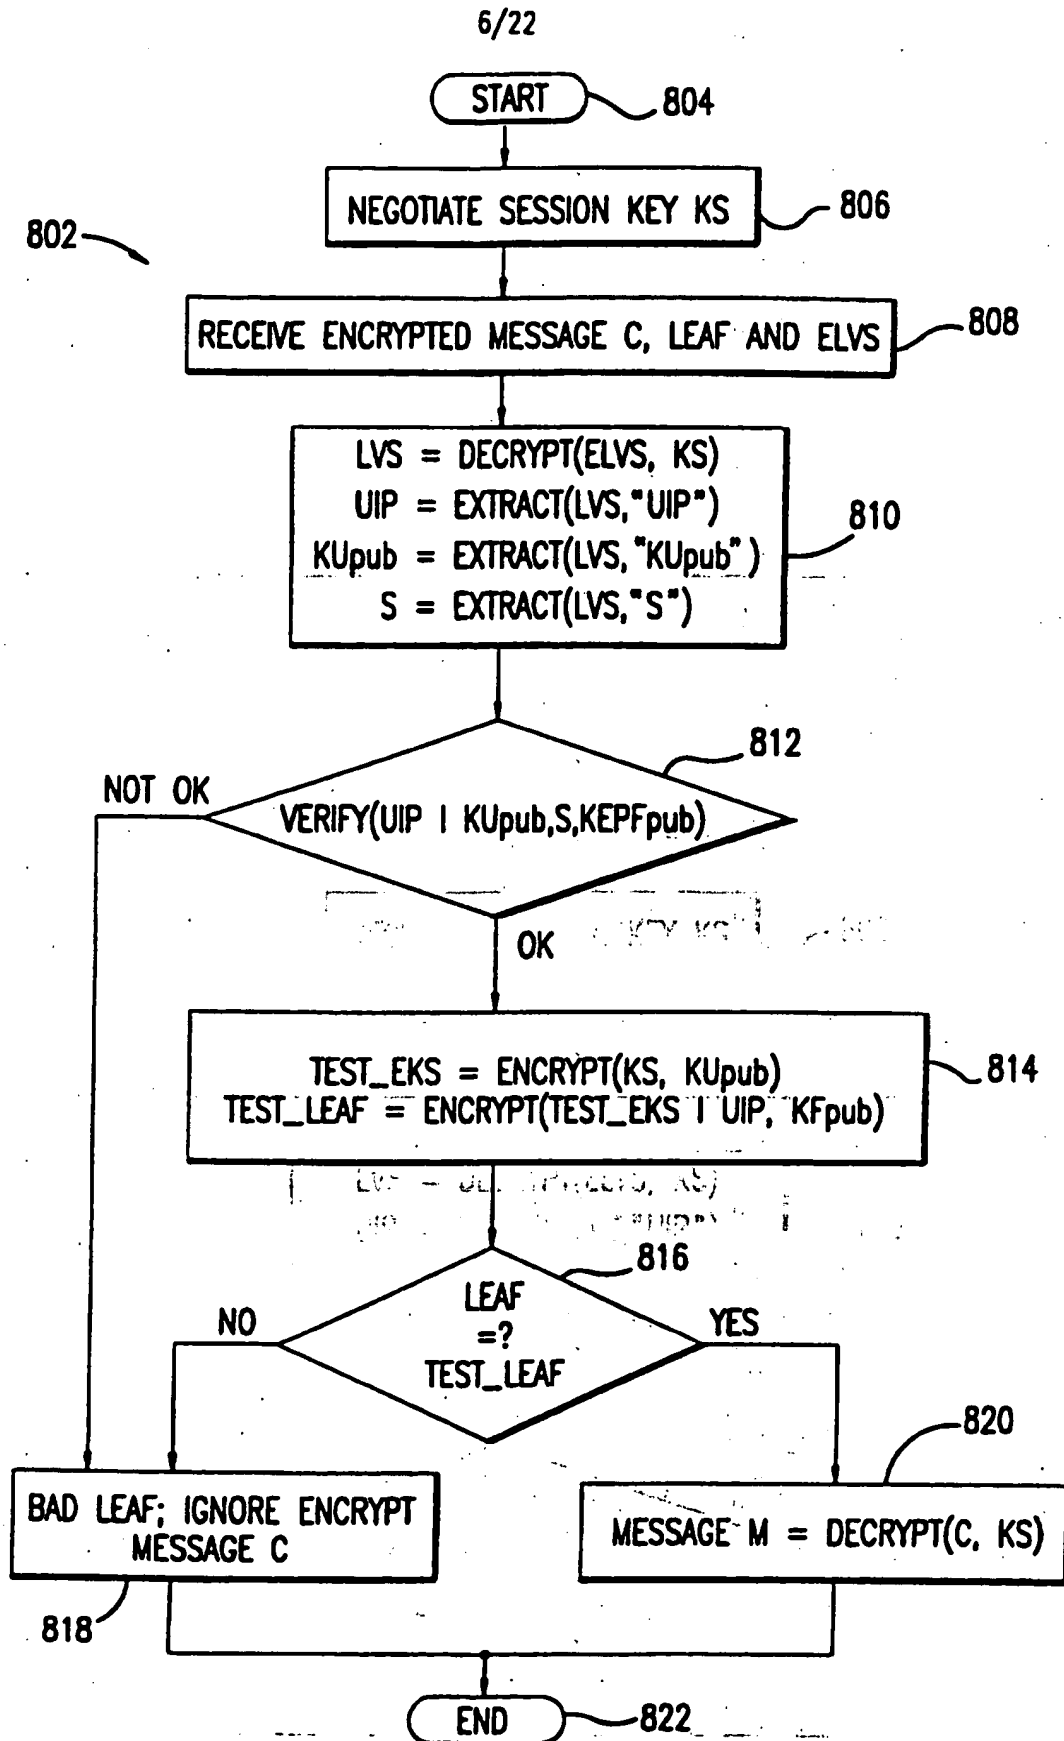 6/22
START
804
NEGOTIATE SESSION KEY KS
806
802
RECEIVE ENCRYPTED MESSAGE C, LEAF AND ELVS
808
LVS = DECRYPT(ELVS, KS)
UIP = EXTRACT(LVS,"UIP")
KUpub = EXTRACT(LVS,"KUpub")
S = EXTRACT(LVS,"S")
810
812
NOT OK
VERIFY(UIP | KUpub,S,KEPFpub)
OK
TEST_EKS = ENCRYPT(KS, KUpub)
TEST_LEAF = ENCRYPT(TEST_EKS | UIP, KFpub)
814
816
LEAF
=?
TEST_LEAF
NO
YES
820
BAD LEAF; IGNORE ENCRYPT
MESSAGE C
MESSAGE M = DECRYPT(C, KS)
818
END
822